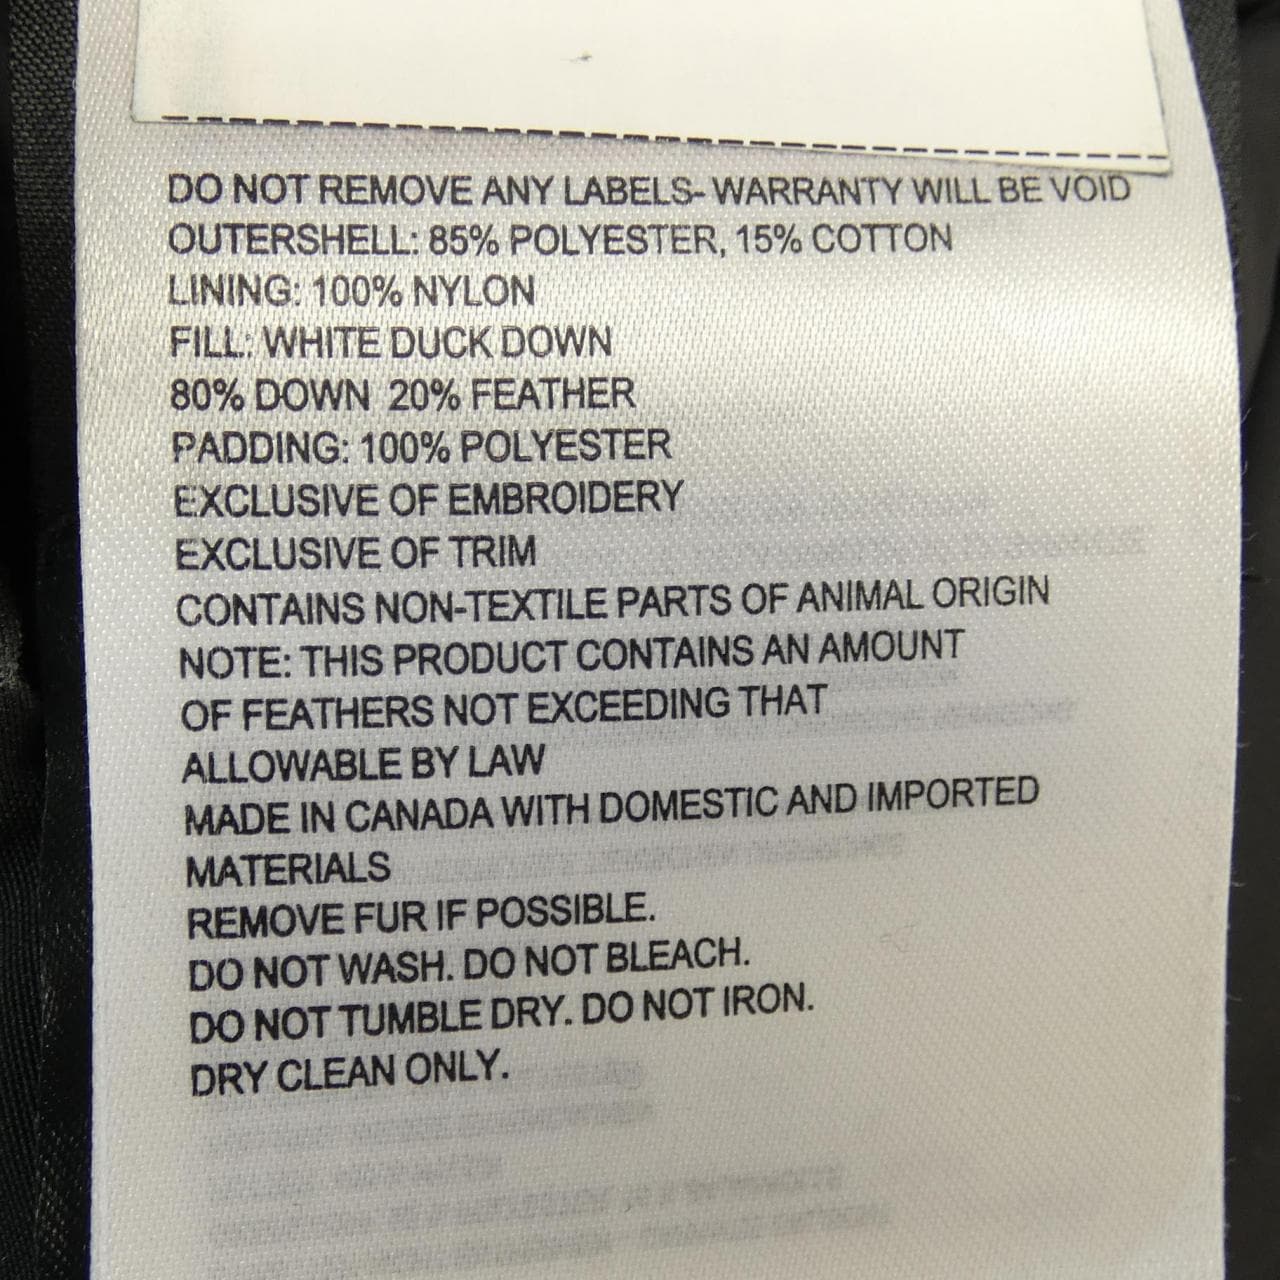 DO NOT REMOVE ANY LABELS- WARRANTY WILL BE VOID
OUTERSHELL: 85% POLYESTER, 15% COTTON
LINING: 100% NYLON
FILL: WHITE DUCK DOWN
80% DOWN 20% FEATHER
PADDING: 100% POLYESTER
EXCLUSIVE OF EMBROIDERY
EXCLUSIVE OF TRIM
CONTAINS NON-TEXTILE PARTS OF ANIMAL ORIGIN
NOTE: THIS PRODUCT CONTAINS AN AMOUNT
OF FEATHERS NOT EXCEEDING THAT
ALLOWABLE BY LAW
MADE IN CANADA WITH DOMESTIC AND IMPORTED
MATERIALS
REMOVE FUR IF POSSIBLE.
DO NOT WASH. DO NOT BLEACH.
DO NOT TUMBLE DRY. DO NOT IRON.
DRY CLEAN ONLY.